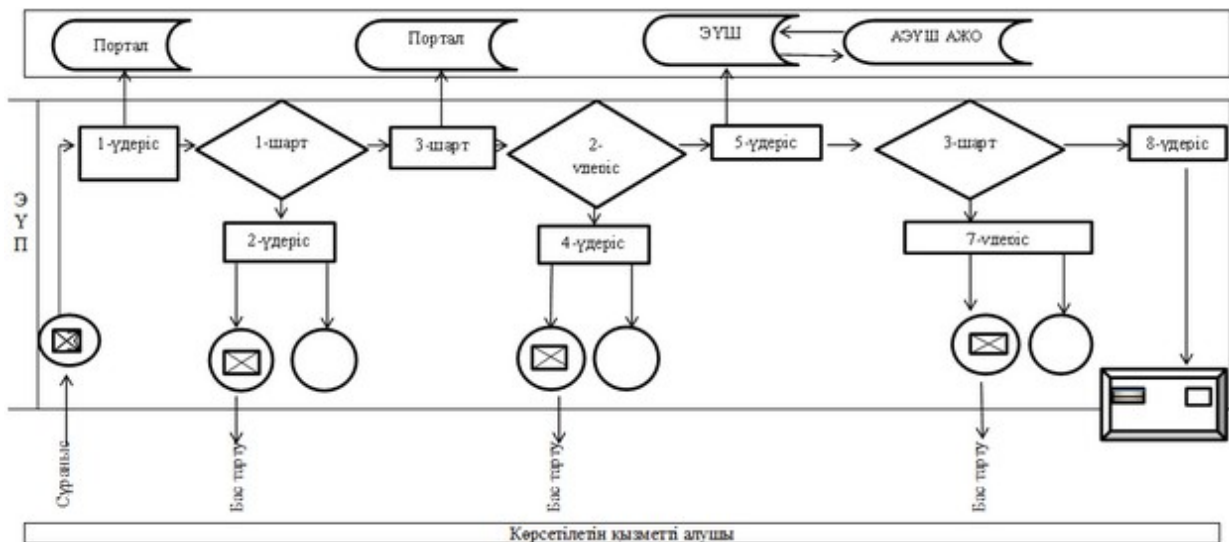 Портал
Портал
ЭҮШ
АЭҮШ АЖО
1-үдеріс
1-шарт
3-шарт
2-
үдеріс
5-үдеріс
3-шарт
8-үдеріс
ЭҮП
2-үдеріс
4-үдеріс
7-үдеріс
Сұраныс
Бас тарту
Бас тарту
Бас тарту
Көрсетілетін қызметті алушы